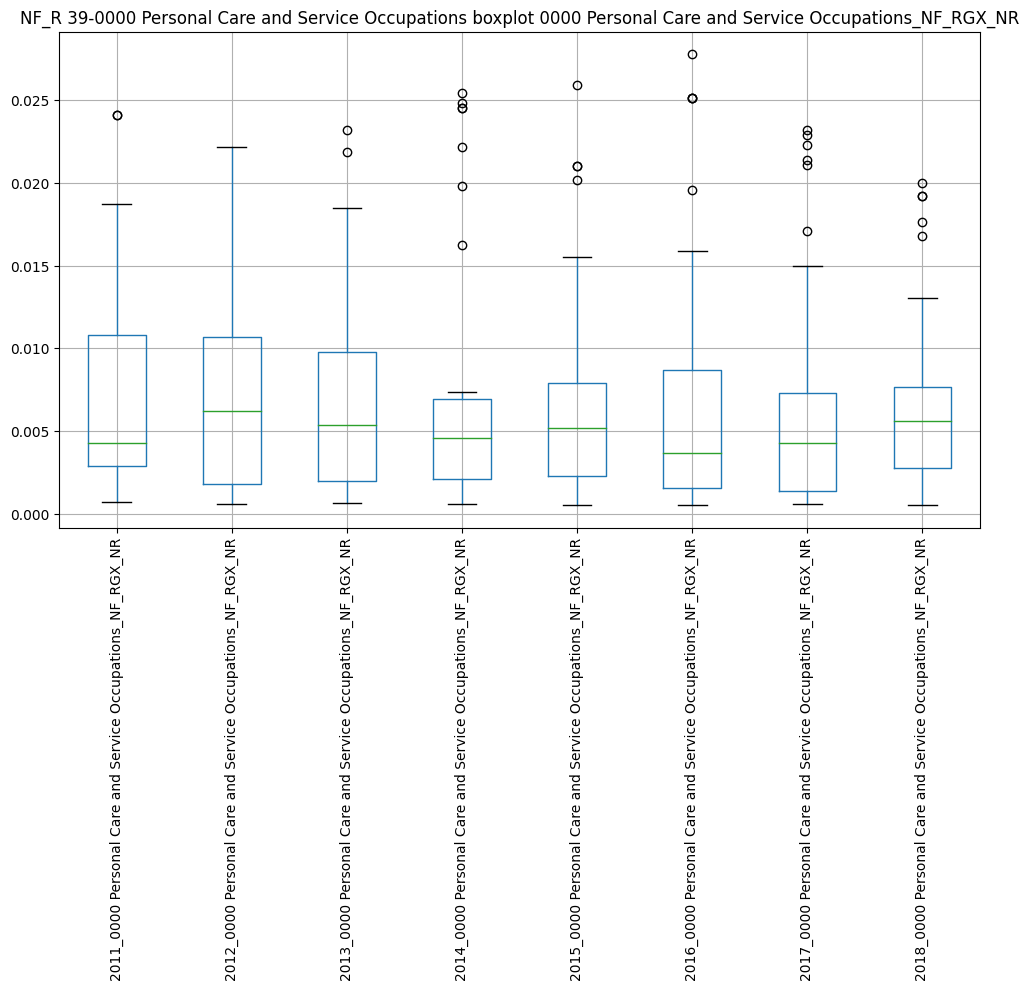 NF_R 39-0000 Personal Care and Service Occupations boxplot 0000 Personal Care and Service Occupations_NF_RGX_NR
0.025
0.020
0.015
0.010
0.005
0.000
2011_0000 Personal Care and Service Occupations_NF_RGX_NR
2012_0000 Personal Care and Service Occupations_NF_RGX_NR
2013_0000 Personal Care and Service Occupations_NF_RGX_NR
2014_0000 Personal Care and Service Occupations_NF_RGX_NR
2015_0000 Personal Care and Service Occupations_NF_RGX_NR
2016_0000 Personal Care and Service Occupations_NF_RGX_NR
2017_0000 Personal Care and Service Occupations_NF_RGX_NR
2018_0000 Personal Care and Service Occupations_NF_RGX_NR